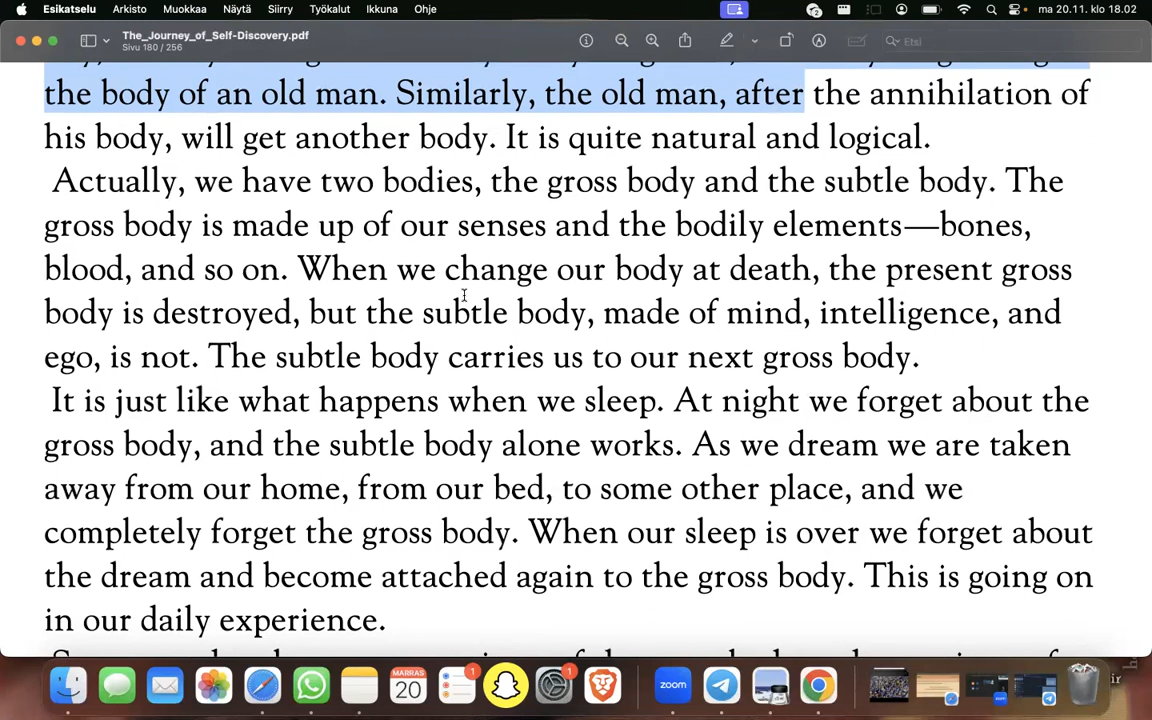 Esikatselu Arkisto Muokkaa Näytä Siirry Työkalut Ikkuna Ohje ma 20.11. klo 18.02
The_Journey_of_Self-Discovery.pdf
Sivu 180 / 256
Etsi
the body of an old man. Similarly, the old man, after the annihilation of
his body, will get another body. It is quite natural and logical.
Actually, we have two bodies, the gross body and the subtle body. The
gross body is made up of our senses and the bodily elements—bones,
blood, and so on. When we change our body at death, the present gross
body is destroyed, but the subtle body, made of mind, intelligence, and
ego, is not. The subtle body carries us to our next gross body.
It is just like what happens when we sleep. At night we forget about the
gross body, and the subtle body alone works. As we dream we are taken
away from our home, from our bed, to some other place, and we
completely forget the gross body. When our sleep is over we forget about
the dream and become attached again to the gross body. This is going on
in our daily experience.
MARRAS
20
1
1
zoom
ir